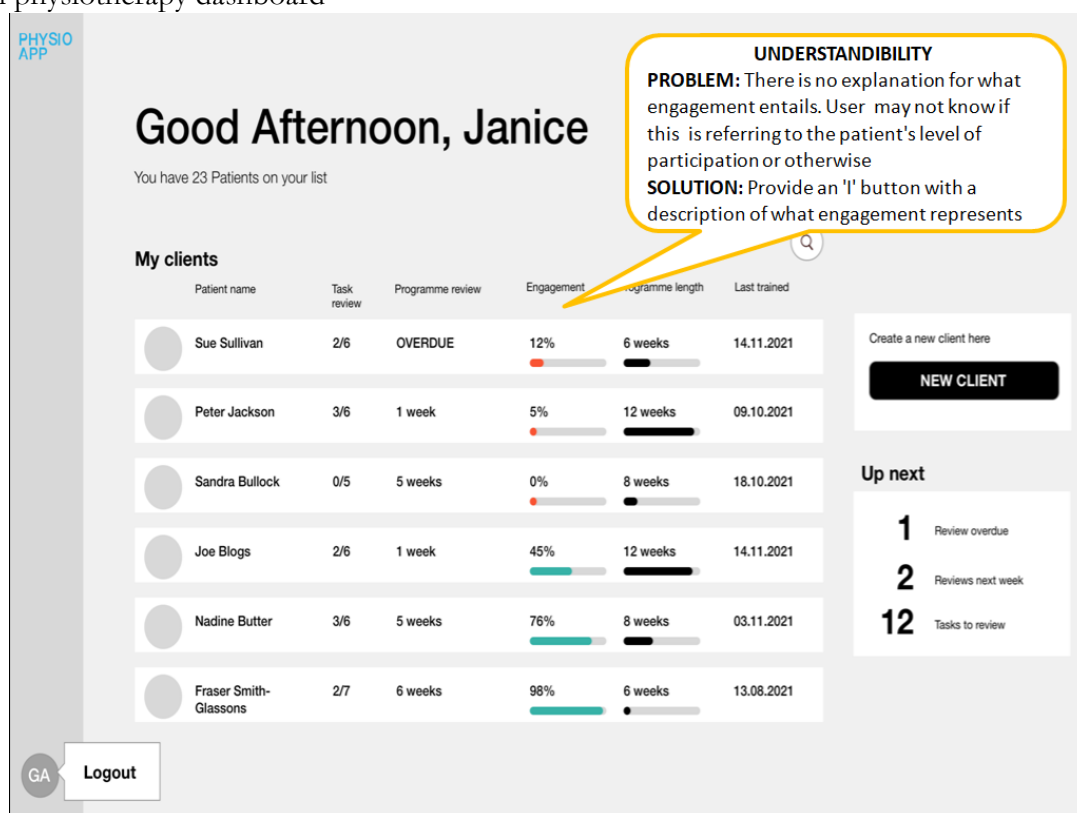 physiotherapy dashboard
PHYSIO
APP
UNDERSTANDIBILITY
PROBLEM: There is no explanation for what
engagement entails. User may not know if
this is referring to the patient's level of
participation or otherwise
SOLUTION: Provide an 'I' button with a
description of what engagement represents
Good Afternoon, Janice
You have 23 Patients on your list
My clients
Patient name Task review Programme review Engagement Programme length Last trained
Sue Sullivan 2/6 OVERDUE 12% 6 weeks 14.11.2021
Peter Jackson 3/6 1 week 5% 12 weeks 09.10.2021
Sandra Bullock 0/5 5 weeks 0% 8 weeks 18.10.2021
Joe Blogs 2/6 1 week 45% 12 weeks 14.11.2021
Nadine Butter 3/6 5 weeks 76% 8 weeks 03.11.2021
Fraser Smith-
Glassons 2/7 6 weeks 98% 6 weeks 13.08.2021
Create a new client here
NEW CLIENT
Up next
1 Review overdue
2 Reviews next week
12 Tasks to review
GA Logout